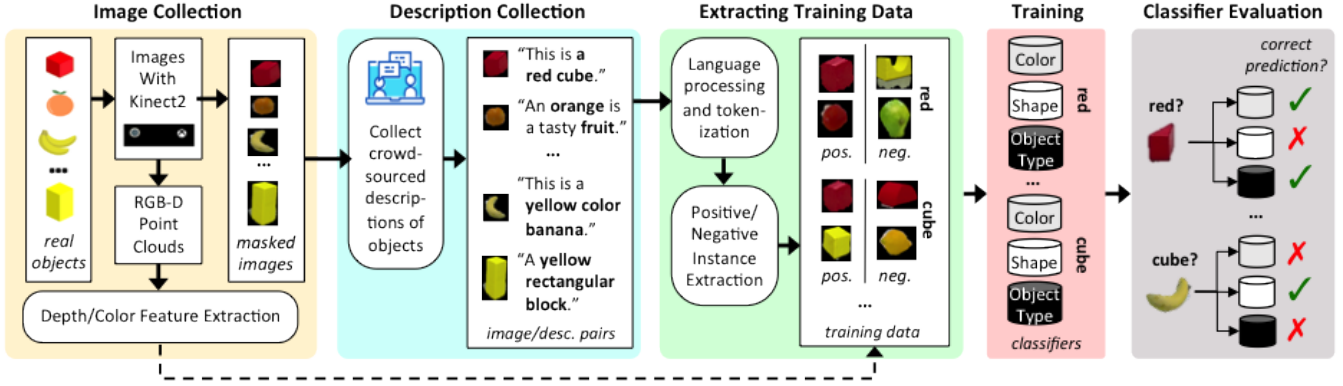 Image Collection
real
objects
Images
With
Kinect2
RGB-D
Point
Clouds
...
masked
images
Depth/Color Feature Extraction
Description Collection
Collect
crowd-
sourced
descrip-
tions of
objects
“This is a
red cube.”
“An orange is
a tasty fruit.”
...
“This is a
yellow color
banana.”
“A yellow
rectangular
block.”
image/desc. pairs
Extracting Training Data
Language
processing
and token-
ization
Positive/
Negative
Instance
Extraction
red
pos.
neg.
cube
pos.
neg.
...
training data
Training
Color
Shape
Object
Type
red
...
Color
Shape
Object
Type
cube
classifiers
Classifier Evaluation
correct
prediction?
red?
...
cube?